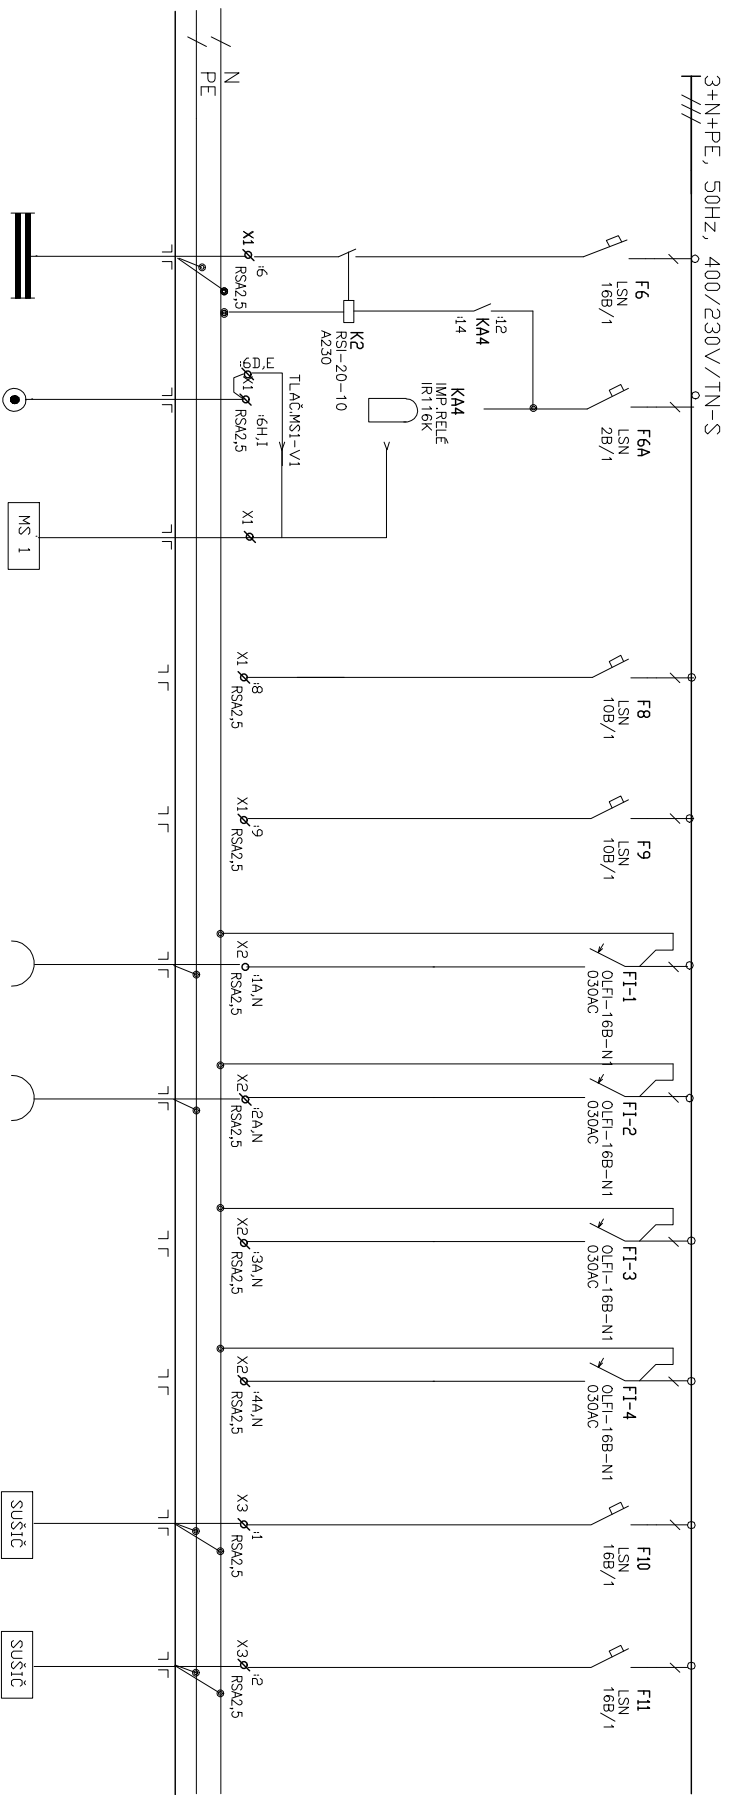 3+N+PE, 50Hz, 400/230V/TN-S
N
PE
F6
LSN
16B/1
F6A
LSN
2B/1
F8
LSN
10B/1
F9
LSN
10B/1
FI-1
OLFI-16B-N1
030AC
FI-2
OLFI-16B-N1
030AC
FI-3
OLFI-16B-N1
030AC
FI-4
OLFI-16B-N1
030AC
F10
LSN
16B/1
F11
LSN
16B/1
:12
KA4
:14
KA4
IMP.RELÉ
IR116K
K2
RSI-20-10
A230
TLAČ.MS1-V1
X1
:6
RSA2,5
:6D,E
X1
:6H,I
RSA2,5
X1
X1
:8
RSA2,5
X1
:9
RSA2,5
X2
:1A,N
RSA2,5
X2
:2A,N
RSA2,5
X2
:3A,N
RSA2,5
X2
:4A,N
RSA2,5
X3
:1
RSA2,5
X3
:2
RSA2,5
MS 1
SUŠIČ
SUŠIČ